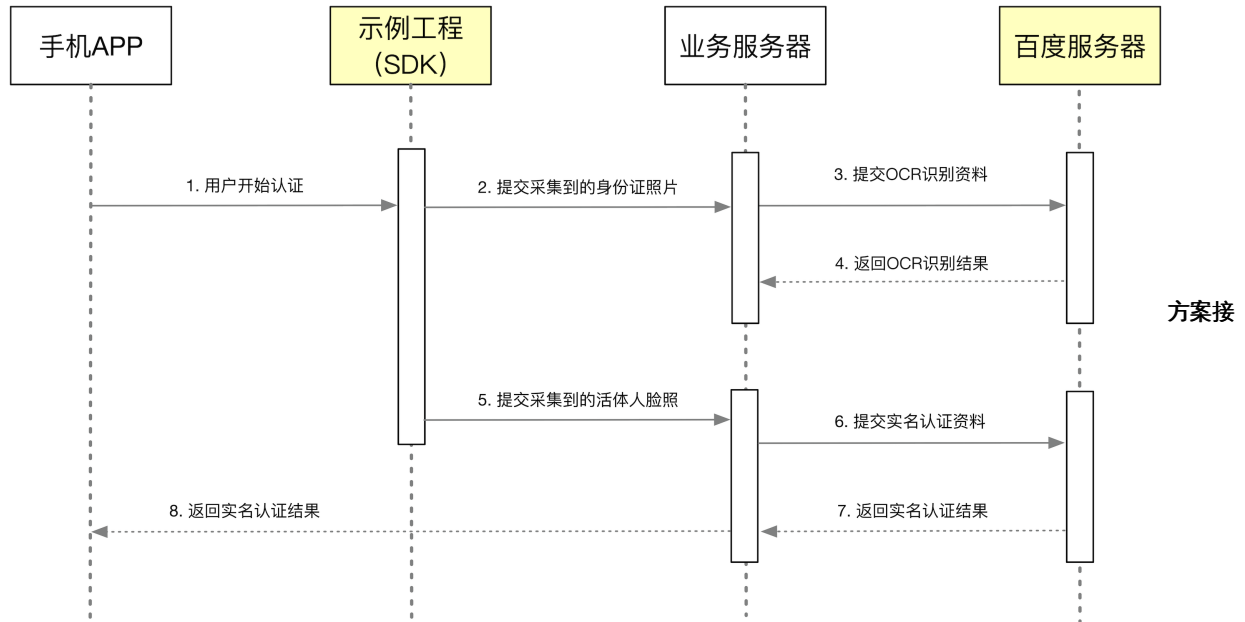 手机APP
示例工程
（SDK）
业务服务器
百度服务器
1. 用户开始认证
2. 提交采集到的身份证照片
3. 提交OCR识别资料
4. 返回OCR识别结果
方案接
5. 提交采集到的活体人脸照
6. 提交实名认证资料
8. 返回实名认证结果
7. 返回实名认证结果